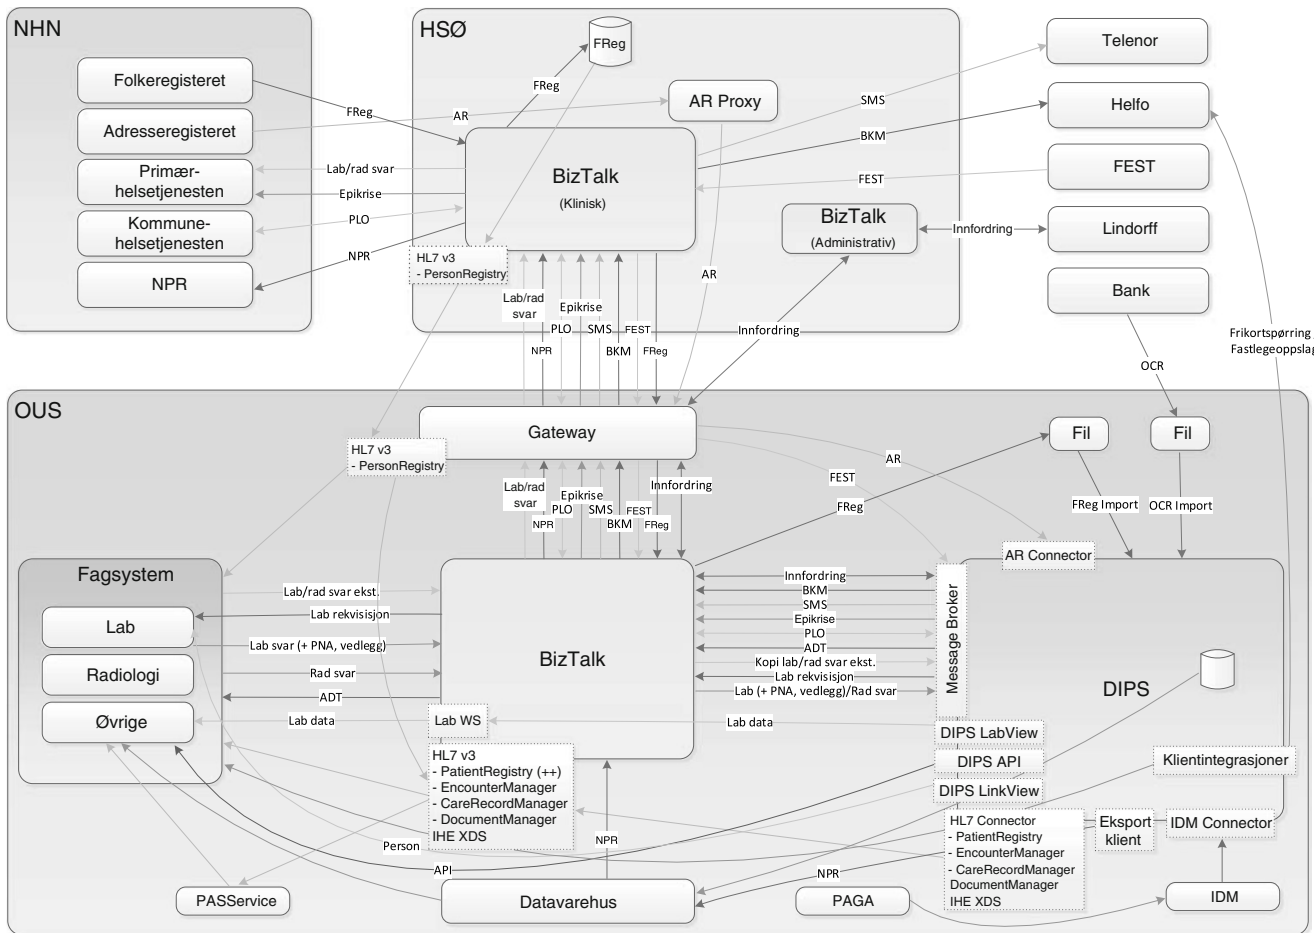 NHN
Folkeregisteret
Adresseregisteret
Primær-
helsetjenesten
Kommune-
helsetjenesten
NPR
FReg
AR
Lab/rad svar
Epikrise
PLO
NPR
HSØ
FReg
FReg
AR Proxy
BizTalk
(Klinisk)
BizTalk
(Administrativ)
HL7 v3
- PersonRegistry
SMS
BKM
FEST
Innfordring
AR
Innfordring
Telenor
Helfo
FEST
Lindorff
Bank
OCR
Frikortspørring
Fastlegeoppslag
Lab/rad
svar
NPR
PLO
Epikrise
SMS
BKM
FEST
FReg
OUS
Gateway
HL7 v3
- PersonRegistry
Lab/rad
svar
NPR
PLO
Epikrise
SMS
BKM
FEST
FReg
Innfordring
AR
FEST
FReg
Fil
Fil
FReg Import
OCR Import
AR Connector
Fagsystem
Lab
Radiologi
Øvrige
Lab/rad svar ekst.
Lab rekvisisjon
Lab svar (+ PNA, vedlegg)
Rad svar
ADT
Lab data
BizTalk
Lab WS
HL7 v3
- PatientRegistry (++)
- EncounterManager
- CareRecordManager
- DocumentManager
IHE XDS
Innfordring
BKM
SMS
Epikrise
PLO
ADT
Kopi lab/rad svar ekst.
Lab rekvisisjon
Lab (+ PNA, vedlegg)/Rad svar
Lab data
Message Broker
DIPS
DIPS LabView
DIPS API
DIPS LinkView
Klientintegrasjoner
HL7 Connector
- PatientRegistry
- EncounterManager
- CareRecordManager
DocumentManager
IHE XDS
Eksport
klient
IDM Connector
Person
API
NPR
NPR
PASService
Datavarehus
PAGA
IDM